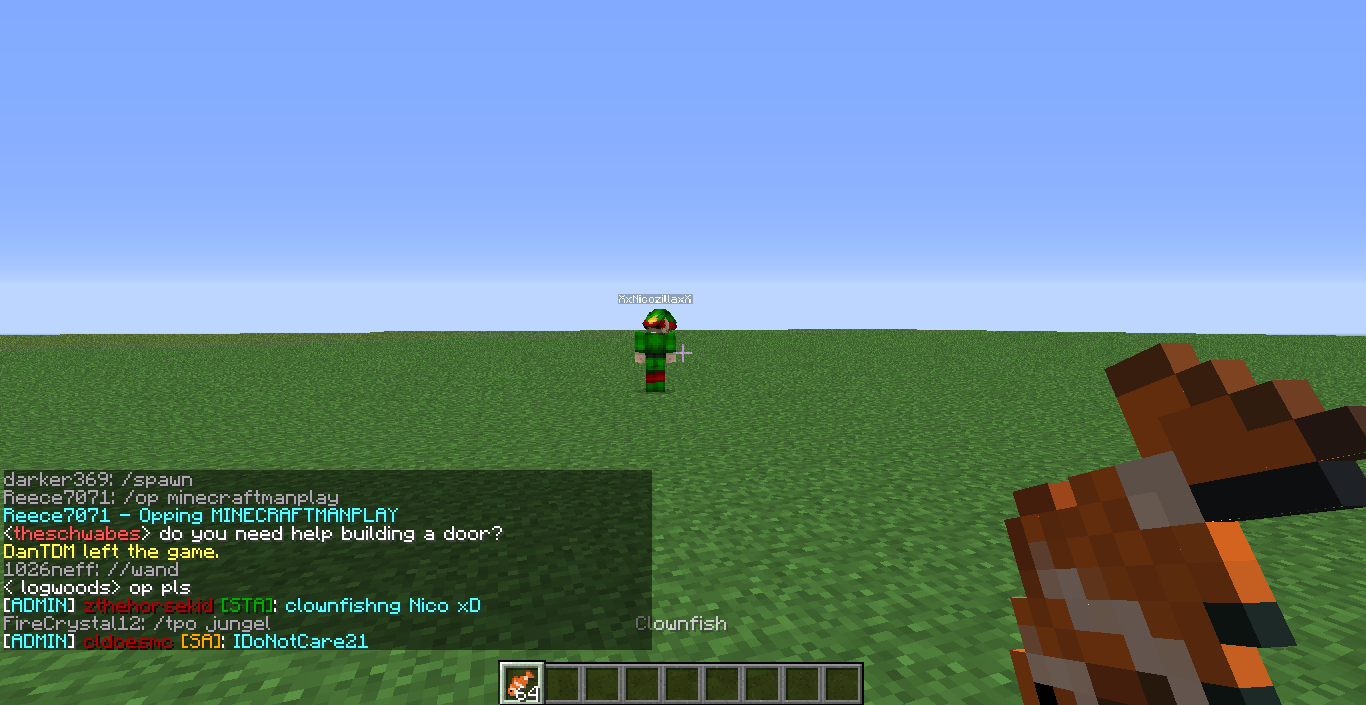 XxNicozillaxX
darker369: /spawn
Reece7071: /op minecraftmanplay
Reece7071 - Opping MINECRAFTMANPLAY
<theschwabes> do you need help building a door?
DanTDM left the game.
1026neff: //wand
< logwoods> op pls
[ADMIN] zthehorsekid [STA]: clownfishng Nico xD
FireCrystal12: /tpo jungel
[ADMIN] cldoesmc [SA]: IDoNotCare21
Clownfish
64